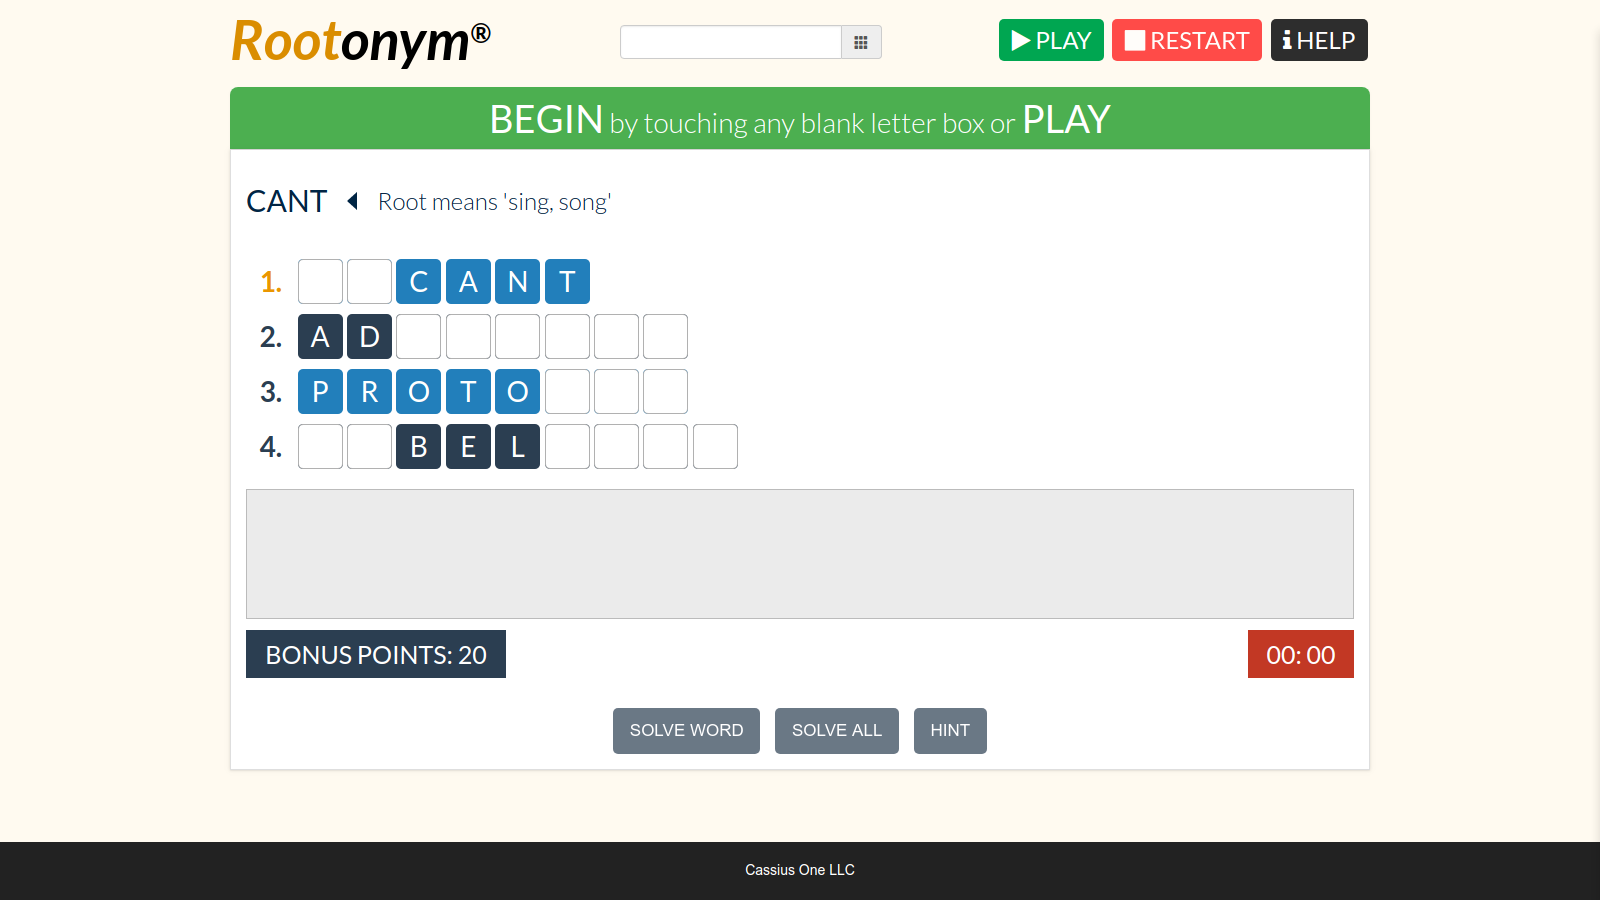 Rootonym®
PLAY
RESTART
HELP
BEGIN by touching any blank letter box or PLAY
CANT Root means 'sing, song'
1. C A N T
2. A D
3. P R O T O
4. B E L
BONUS POINTS: 20
00: 00
SOLVE WORD
SOLVE ALL
HINT
Cassius One LLC